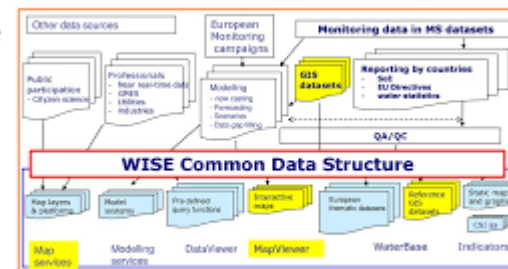 Other data sources
European
Monitoring
campaigns
Monitoring data in MS datasets
Public
participation
- Citizen science
Professionals
- Near real-time data
- GMES
- Utilities
- Industries
Modelling
- now casting
- Forecasting
- Scenarios
- Data gap filling
GIS
datasets
Reporting by countries
- SoE
- EU Directives
- water statistics
QA/QC
WISE Common Data Structure
Map layers
& platforms
Model
systems
Pre-defined
query functions
Interactive
maps
European
thematic datasets
Reference
GIS
datasets
Static maps
and graphs
Map
services
Modelling
services
DataViewer
MapViewer
WaterBase
Indicators